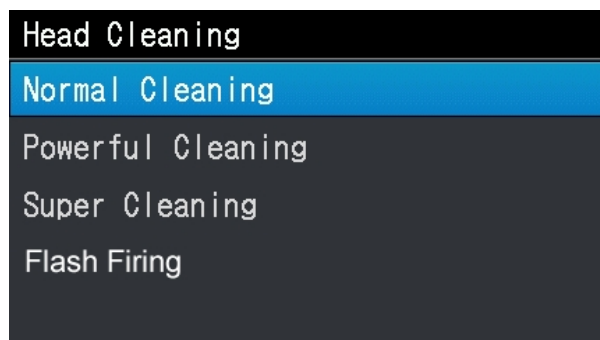 Head Cleaning
Normal Cleaning
Powerful Cleaning
Super Cleaning
Flash Firing